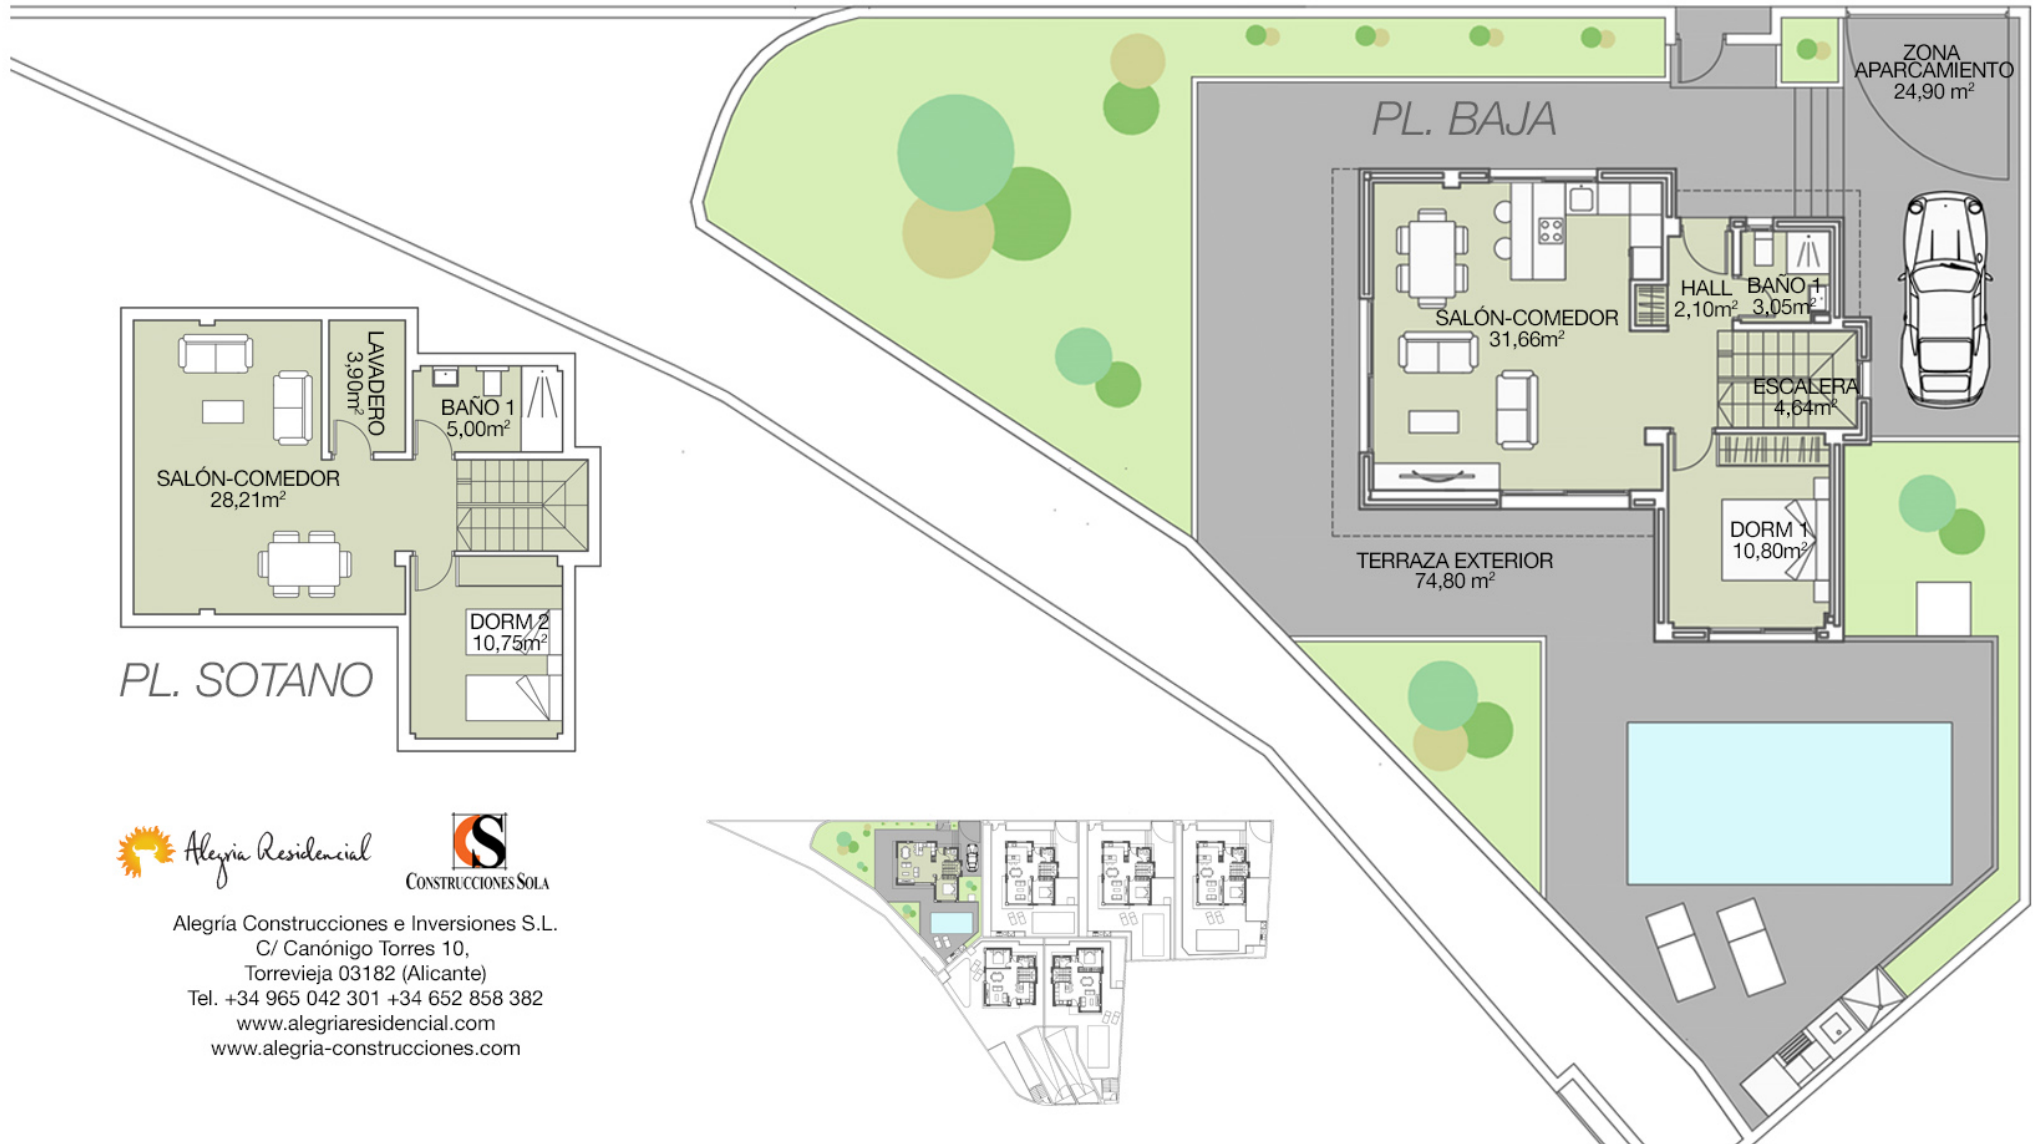 ZONA
APARCAMIENTO
24,90 m²
PL. BAJA
HALL
2,10m²
BAÑO 1
3,05m²
SALÓN-COMEDOR
31,66m²
ESCALERA
4,64m²
DORM 1
10,80m²
TERRAZA EXTERIOR
74,80 m²
LAVADERO
3,90m²
BAÑO 1
5,00m²
SALÓN-COMEDOR
28,21m²
DORM 2
10,75m²
PL. SOTANO
Alegria Residencial
CS
CONSTRUCCIONES SOLA
Alegría Construcciones e Inversiones S.L.
C/ Canónigo Torres 10,
Torrevieja 03182 (Alicante)
Tel. +34 965 042 301 +34 652 858 382
www.alegriaresidencial.com
www.alegria-construcciones.com